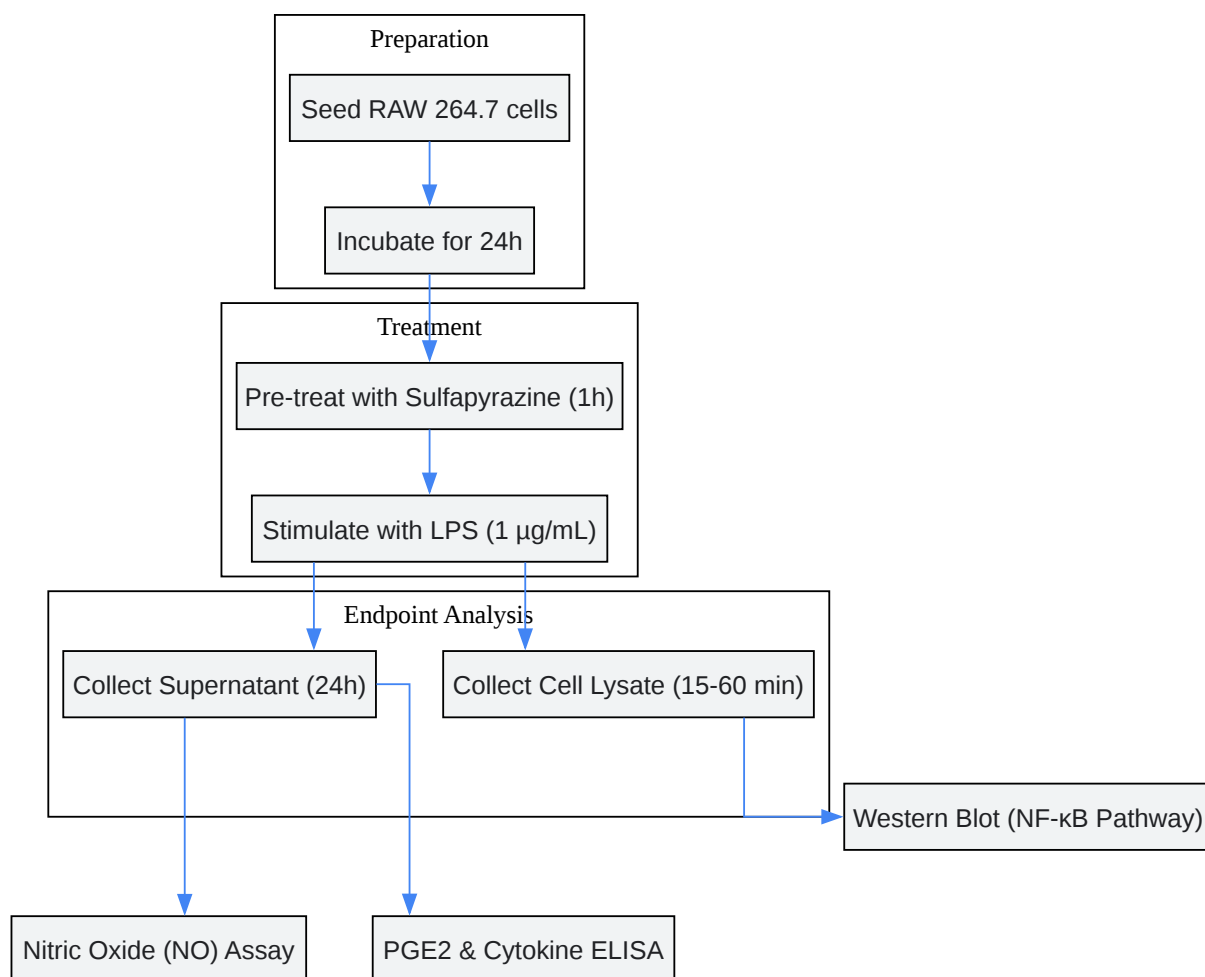 Preparation
Seed RAW 264.7 cells
Incubate for 24h
Treatment
Pre-treat with Sulfapyrazine (1h)
Stimulate with LPS (1 µg/mL)
Endpoint Analysis
Collect Supernatant (24h)
Collect Cell Lysate (15-60 min)
Western Blot (NF-κB Pathway)
Nitric Oxide (NO) Assay
PGE2 & Cytokine ELISA